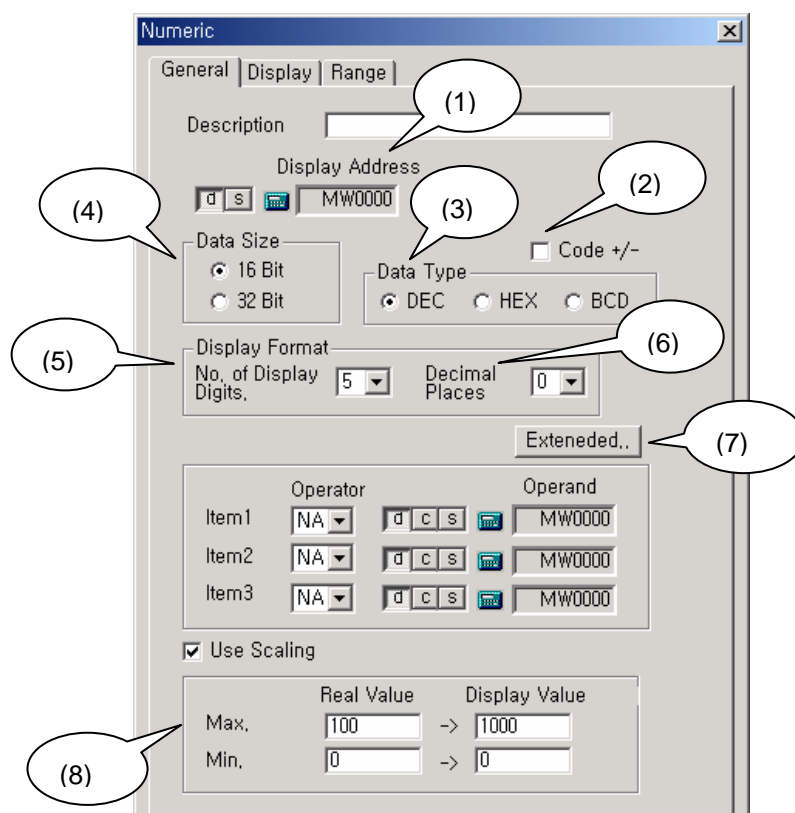 Numeric
General Display Range
(1)
Description
Display Address
(2)
(4)
d s MW0000
(3)
Data Size
Code +/-
16 Bit
Data Type
32 Bit
DEC HEX BCD
(5)
Display Format
(6)
No. of Display Digits. 5 Decimal Places 0
Exteneded..
(7)
Operator Operand
Item1 NA d c s MW0000
Item2 NA d c s MW0000
Item3 NA d c s MW0000
Use Scaling
Real Value Display Value
Max. 100 -> 1000
Min. 0 -> 0
(8)